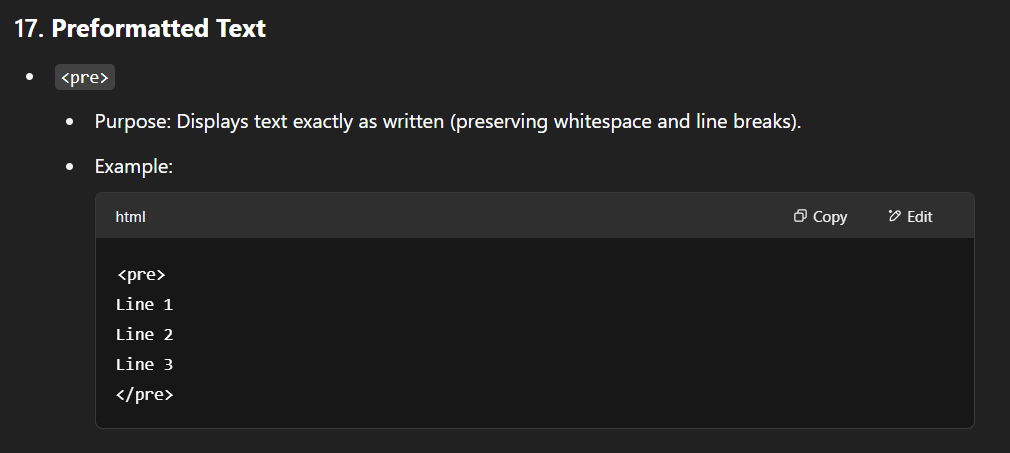 17. Preformatted Text
<pre>
Purpose: Displays text exactly as written (preserving whitespace and line breaks).
Example:
html Copy Edit
<pre>
Line 1
Line 2
Line 3
</pre>